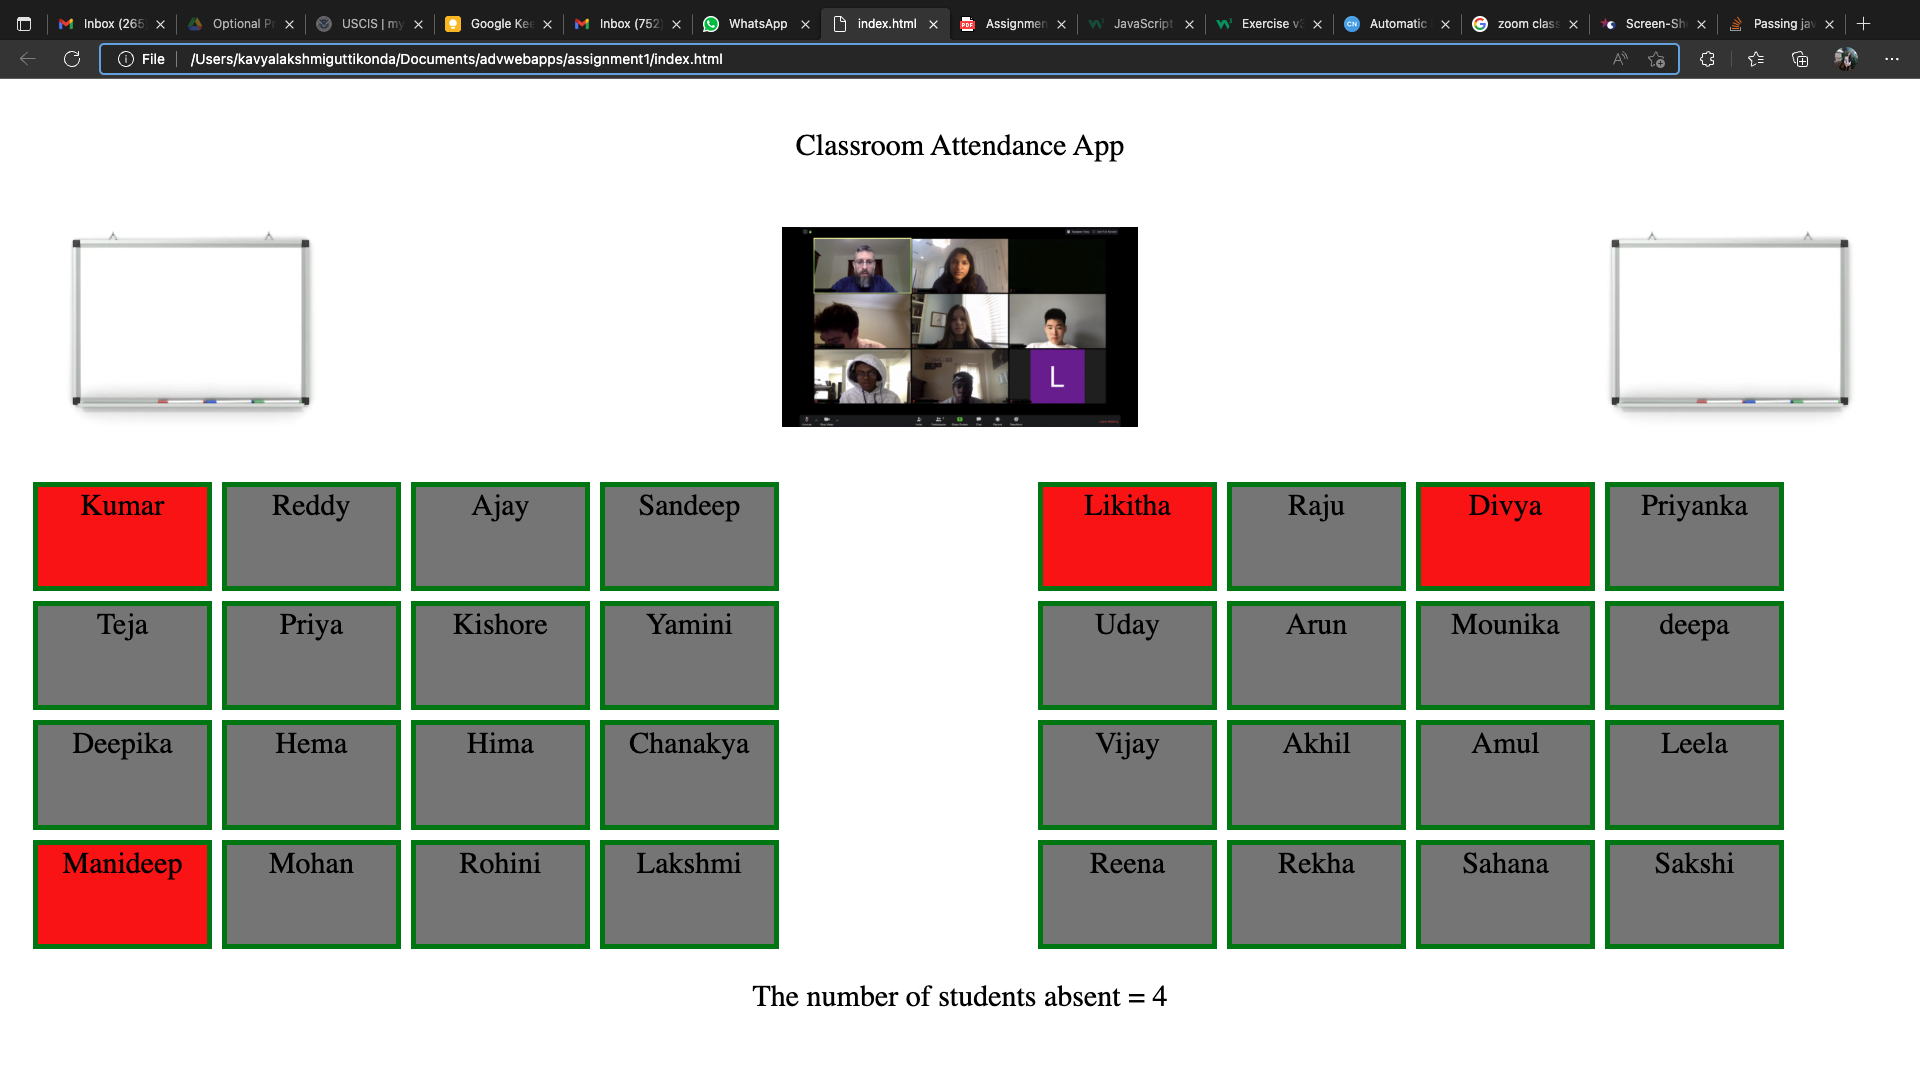 Inbox (265
Optional Pr
USCIS | my
Google Kee
Inbox (752)
WhatsApp
index.html
Assignmen
JavaScript
Exercise v3
Automatic
zoom class
Screen-Sh
Passing jav
File /Users/kavyalakshmiguttikonda/Documents/advwebapps/assignment1/index.html
Classroom Attendance App
L
Kumar Reddy Ajay Sandeep Likitha Raju Divya Priyanka
Teja Priya Kishore Yamini Uday Arun Mounika deepa
Deepika Hema Hima Chanakya Vijay Akhil Amul Leela
Manideep Mohan Rohini Lakshmi Reena Rekha Sahana Sakshi
The number of students absent = 4